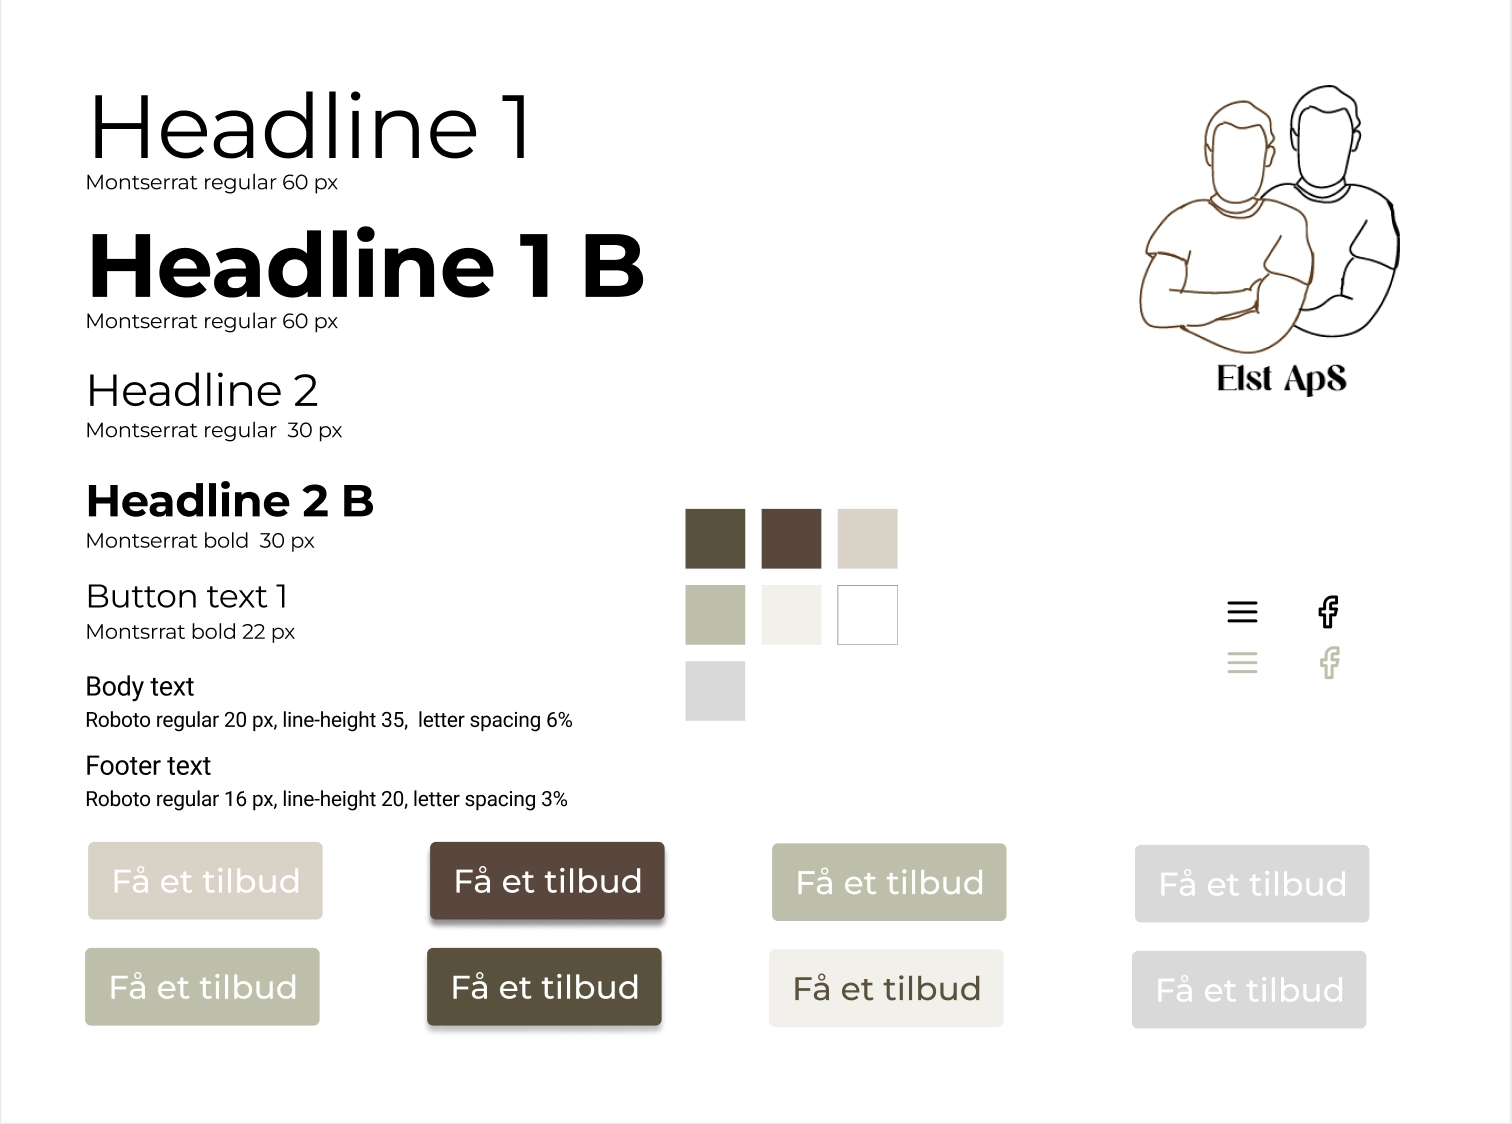 Headline 1
Montserrat regular 60 px
Headline 1 B
Montserrat regular 60 px
Headline 2
Montserrat regular  30 px
Headline 2 B
Montserrat bold  30 px
Button text 1
Montsrrat bold 22 px
Body text
Roboto regular 20 px, line-height 35,  letter spacing 6%
Footer text
Roboto regular 16 px, line-height 20, letter spacing 3%
Elst ApS
Få et tilbud
Få et tilbud
Få et tilbud
Få et tilbud
Få et tilbud
Få et tilbud
Få et tilbud
Få et tilbud